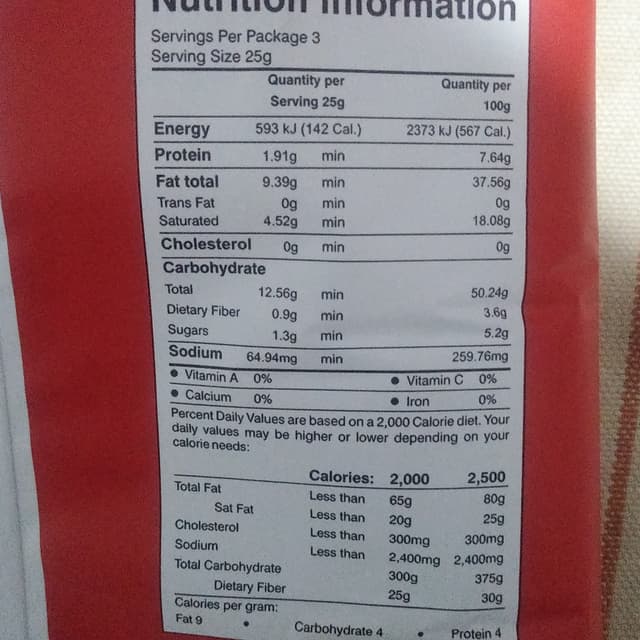 Nutrition Information
Servings Per Package 3
Serving Size 25g
Quantity per Quantity per
Serving 25g 100g
Energy 593 kJ (142 Cal.) 2373 kJ (567 Cal.)
Protein 1.91g min 7.64g
Fat total 9.39g min 37.56g
Trans Fat 0g min 0g
Saturated 4.52g min 18.08g
Cholesterol 0g min 0g
Carbohydrate
Total 12.56g min 50.24g
Dietary Fiber 0.9g min 3.6g
Sugars 1.3g min 5.2g
Sodium 64.94mg min 259.76mg
• Vitamin A 0% • Vitamin C 0%
• Calcium 0% • Iron 0%
Percent Daily Values are based on a 2,000 Calorie diet. Your
daily values may be higher or lower depending on your
calorie needs:
Calories: 2,000 2,500
Total Fat Less than 65g 80g
Sat Fat Less than 20g 25g
Cholesterol Less than 300mg 300mg
Sodium Less than 2,400mg 2,400mg
Total Carbohydrate 300g 375g
Dietary Fiber 25g 30g
Calories per gram:
Fat 9 • Carbohydrate 4 • Protein 4